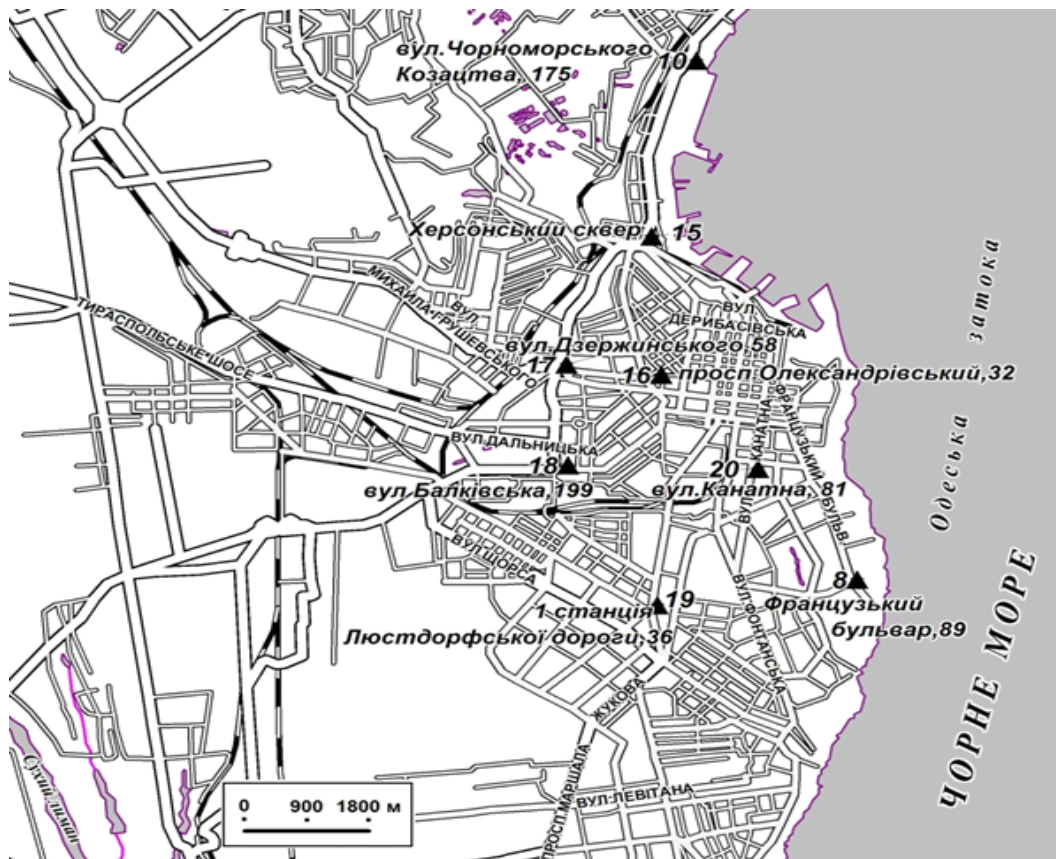 вул.Чорноморського
Козацтва, 175
10
Херсонський сквер
15
затока
МИХАЙЛА ГРУШЕВСЬКОГО
ВУЛ.
ТИРАСПОЛЬСЬКЕ ШОСЕ
ВУЛ.
ДЕРИБАСІВСЬКА
вул.Дзержинського,58
17
16
просп.Олександрівський,32
Одеська
ФРАНЦУЗЬКИЙ БУЛЬВ.
ВУЛ. КАНАТНА
ВУЛ.ДАЛЬНИЦЬКА
18
20
вул.Балківська,199
вул.Канатна, 81
ВУЛ.ЩОРСА
8
Французький
бульвар,89
ВУЛ.ФОНТАНСЬКА
19
1 станція
Люстдорфської дороги,36
ЧОРНЕ МОРЕ
ЖУКОВА
ПРОСП.МАРШАЛА
ВУЛ.ЛЕВІТАНА
Сухий лиман
0 900 1800 м